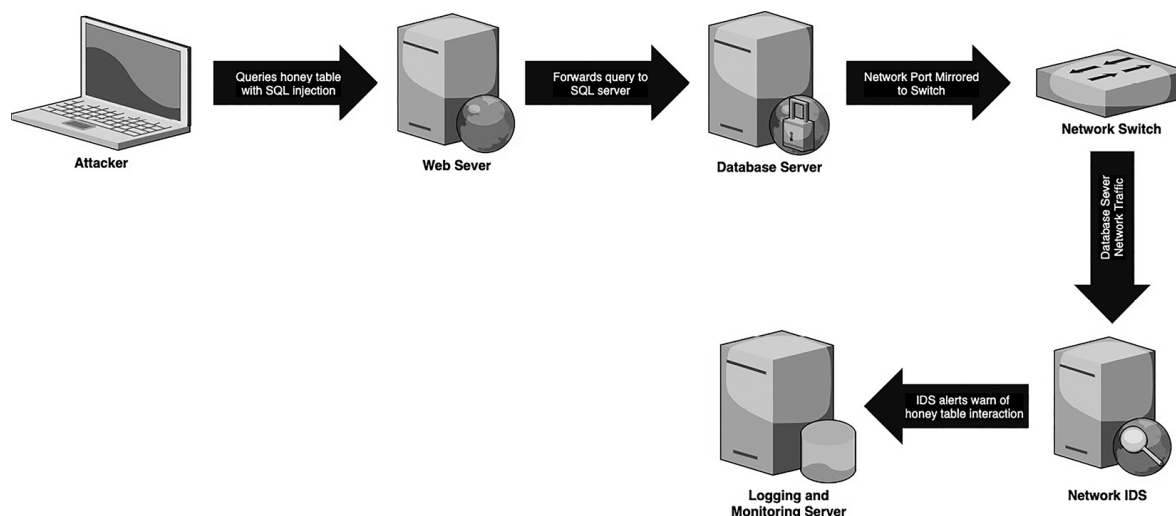 Queries honey table
with SQL injection
Forwards query to
SQL server
Network Port Mirrored
to Switch
Attacker
Web Sever
Database Server
Network Switch
Database Sever
Network Traffic
IDS alerts warn of
honey table interaction
Logging and
Monitoring Server
Network IDS